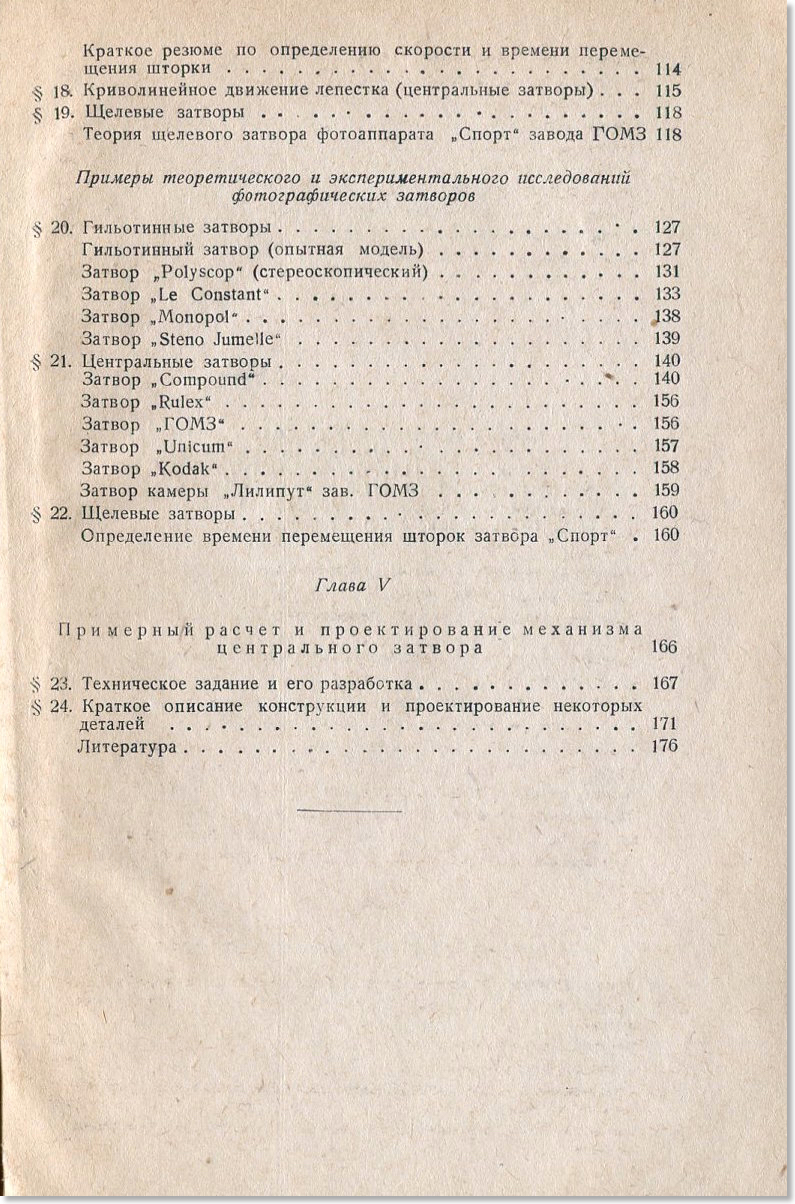 Краткое резюме по определению скорости и времени переме-
щения шторки . . . . . . . . . . . . . . . . . . . . . . 114
§ 18. Криволинейное движение лепестка (центральные затворы) . . . 115
§ 19. Щелевые затворы . . . . . . . . . . . . . . . . . . . . 118
Теория щелевого затвора фотоаппарата „Спорт“ завода ГОМЗ 118
Примеры теоретического и экспериментального исследований
фотографических затворов
§ 20. Гильотинные затворы . . . . . . . . . . . . . . . . . . . 127
Гильотинный затвор (опытная модель) . . . . . . . . . . . 127
Затвор „Polyscop“ (стереоскопический) . . . . . . . . . . . 131
Затвор „Le Constant“ . . . . . . . . . . . . . . . . . . . 133
Затвор „Monopol“ . . . . . . . . . . . . . . . . . . . . . 138
Затвор „Steno Jumelle“ . . . . . . . . . . . . . . . . . . 139
§ 21. Центральные затворы . . . . . . . . . . . . . . . . . . . 140
Затвор „Compound“ . . . . . . . . . . . . . . . . . . . . 140
Затвор „Rulex“ . . . . . . . . . . . . . . . . . . . . . . 156
Затвор „ГОМЗ“ . . . . . . . . . . . . . . . . . . . . . . 156
Затвор „Unicum“ . . . . . . . . . . . . . . . . . . . . . 157
Затвор „Kodak“ . . . . . . . . . . . . . . . . . . . . . . 158
Затвор камеры „Лилипут“ зав. ГОМЗ . . . . . . . . . . . 159
§ 22. Щелевые затворы . . . . . . . . . . . . . . . . . . . . . 160
Определение времени перемещения шторок затвора „Спорт“ . 160
Глава V
Примерный расчет и проектирование механизма
центрального затвора 166
§ 23. Техническое задание и его разработка . . . . . . . . . . . 167
§ 24. Краткое описание конструкции и проектирование некоторых
деталей . . . . . . . . . . . . . . . . . . . . . . . . . 171
Литература . . . . . . . . . . . . . . . . . . . . . . . . 176